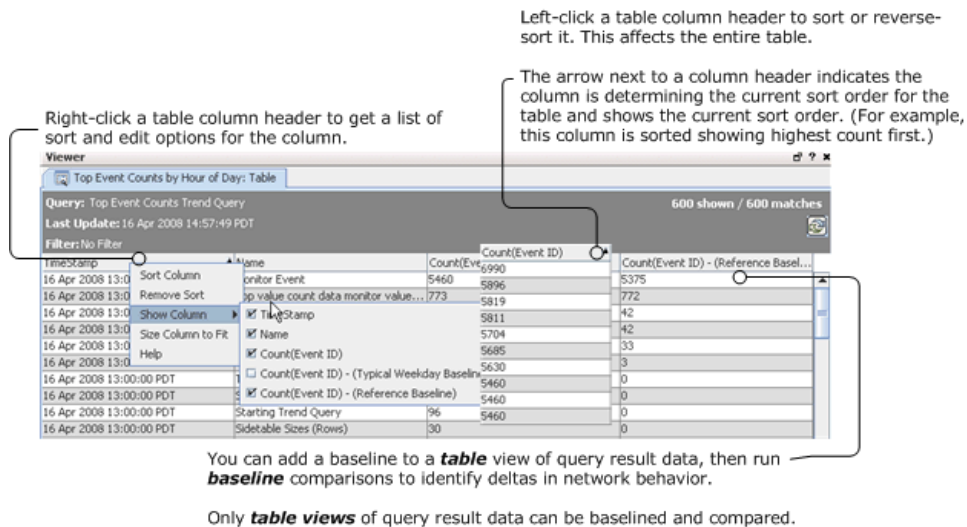 Left-click a table column header to sort or reverse-
sort it. This affects the entire table.
The arrow next to a column header indicates the
column is determining the current sort order for the
table and shows the current sort order. (For example,
this column is sorted showing highest count first.)
Right-click a table column header to get a list of
sort and edit options for the column.
Viewer
Top Event Counts by Hour of Day: Table
Query: Top Event Counts Trend Query
600 shown / 600 matches
Last Update: 16 Apr 2008 14:57:49 PDT
Filter: No Filter
TimeStamp Name Count(Eve Count(Event ID) - (Reference Basel...
16 Apr 2008 13:0 onitor Event 5460 5375
16 Apr 2008 13:0 op value count data monitor value... 773 772
16 Apr 2008 13:0 42
16 Apr 2008 13:0 42
16 Apr 2008 13:0 33
16 Apr 2008 13:0 3
16 Apr 2008 13:00:00 PDT T 0
16 Apr 2008 13:00:00 PDT S 0
16 Apr 2008 13:00:00 PDT Starting Trend Query 96 0
16 Apr 2008 13:00:00 PDT Sidetable Sizes (Rows) 30 0
Sort Column
Remove Sort
Show Column
Size Column to Fit
Help
TimeStamp
Name
Count(Event ID)
Count(Event ID) - (Typical Weekday Baselin
Count(Event ID) - (Reference Baseline)
Count(Event ID)
6990
5896
5819
5811
5704
5685
5630
5460
5460
5460
You can add a baseline to a table view of query result data, then run
baseline comparisons to identify deltas in network behavior.
Only table views of query result data can be baselined and compared.